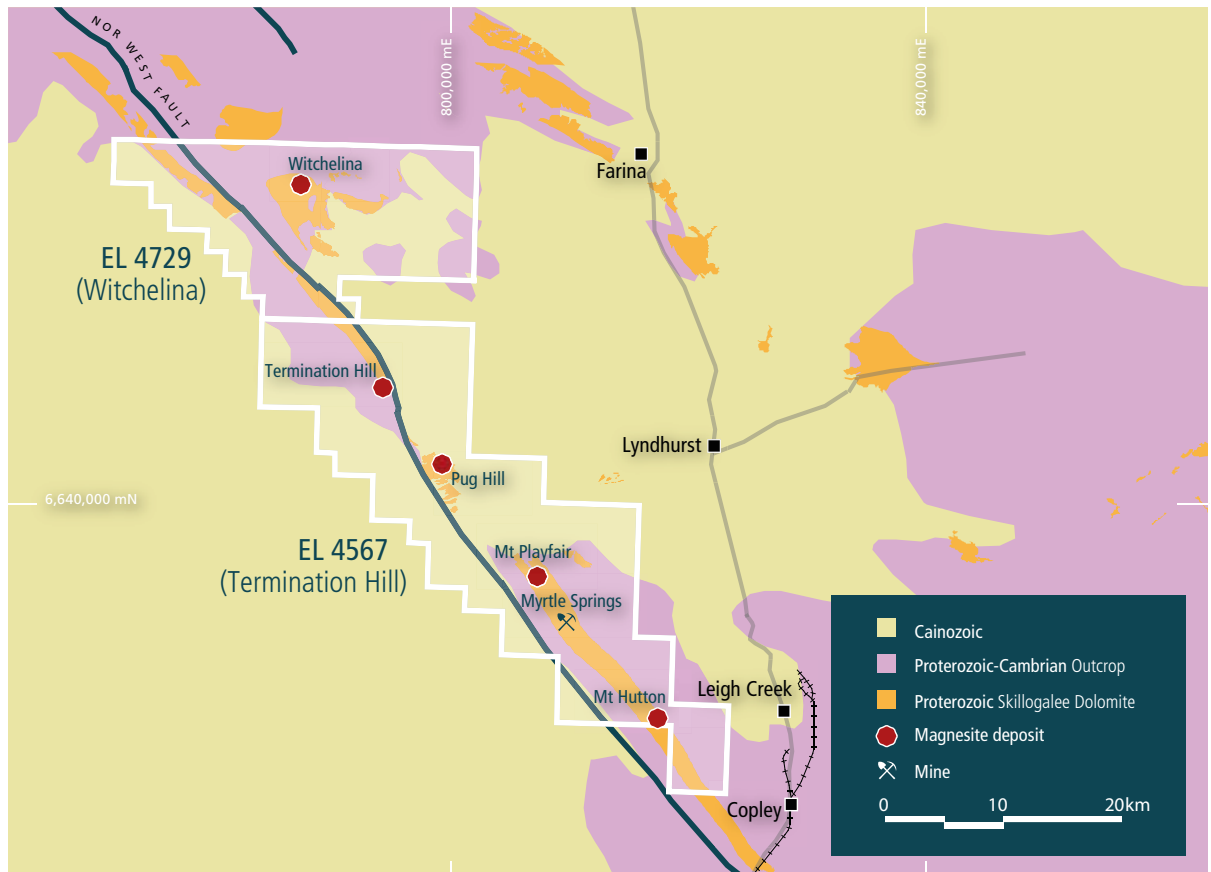 NOR WEST FAULT
800,000 mE
840,000 mE
Witchelina
Farina
EL 4729
(Witchelina)
Termination Hill
Lyndhurst
Pug Hill
6,640,000 mN
EL 4567
(Termination Hill)
Mt Playfair
Myrtle Springs
Mt Hutton
Leigh Creek
Copley
Cainozoic
Proterozoic-Cambrian Outcrop
Proterozoic Skillogalee Dolomite
Magnesite deposit
Mine
0 10 20km